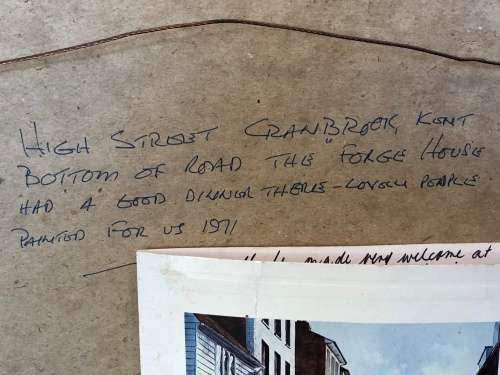 HIGH STREET CRANBROOK, KENT
BOTTOM OF ROAD THE "FORGE HOUSE
HAD A GOOD DINNER THERE - LOVELY PEOPLE
PAINTED FOR US 1971
made very welcome at